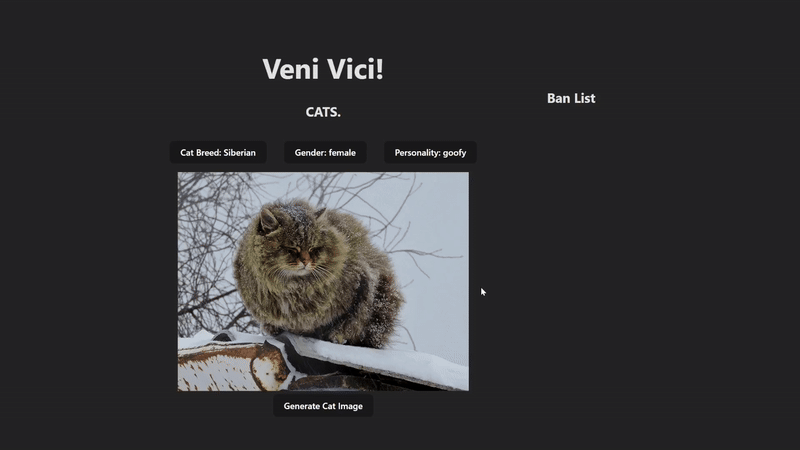 Veni Vici!
CATS.
Cat Breed: Siberian
Gender: female
Personality: goofy
Generate Cat Image
Ban List